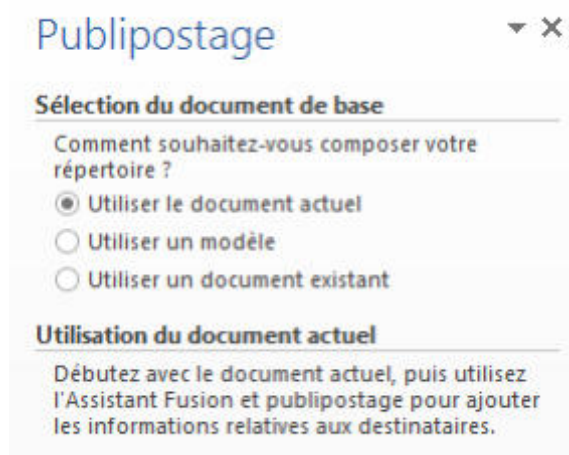 Publipostage
Sélection du document de base
Comment souhaitez-vous composer votre
répertoire ?
Utiliser le document actuel
Utiliser un modèle
Utiliser un document existant
Utilisation du document actuel
Débutez avec le document actuel, puis utilisez
l'Assistant Fusion et publipostage pour ajouter
les informations relatives aux destinataires.